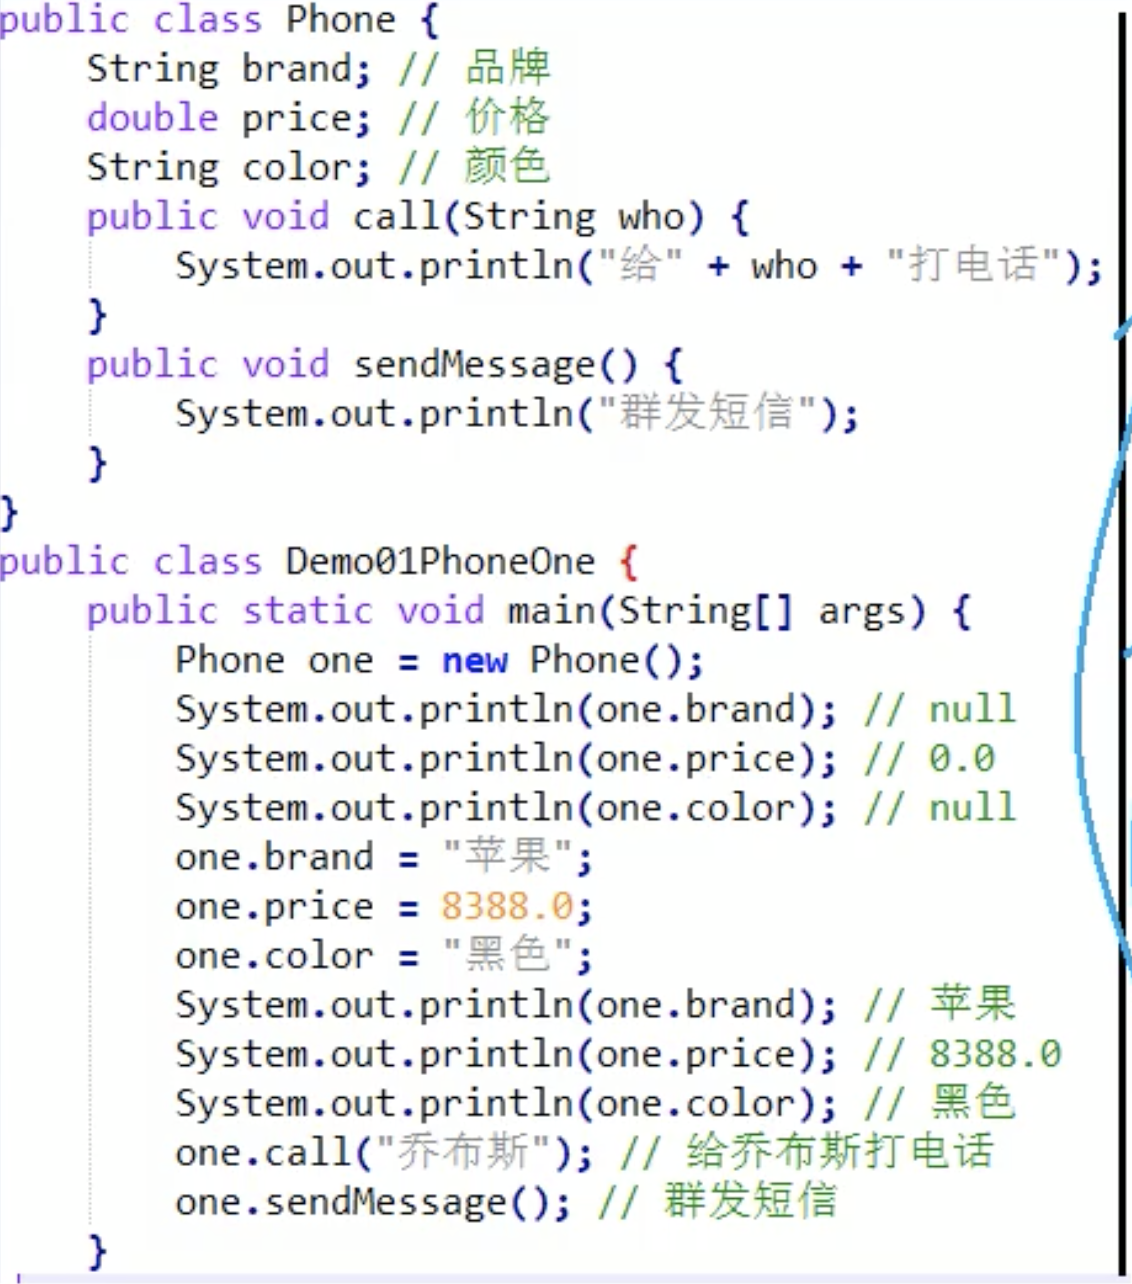 public class Phone {
    String brand; // 品牌
    double price; // 价格
    String color; // 颜色
    public void call(String who) {
        System.out.println("给" + who + "打电话");
    }
    public void sendMessage() {
        System.out.println("群发短信");
    }
}
public class Demo01PhoneOne {
    public static void main(String[] args) {
        Phone one = new Phone();
        System.out.println(one.brand); // null
        System.out.println(one.price); // 0.0
        System.out.println(one.color); // null
        one.brand = "苹果";
        one.price = 8388.0;
        one.color = "黑色";
        System.out.println(one.brand); // 苹果
        System.out.println(one.price); // 8388.0
        System.out.println(one.color); // 黑色
        one.call("乔布斯"); // 给乔布斯打电话
        one.sendMessage(); // 群发短信
    }